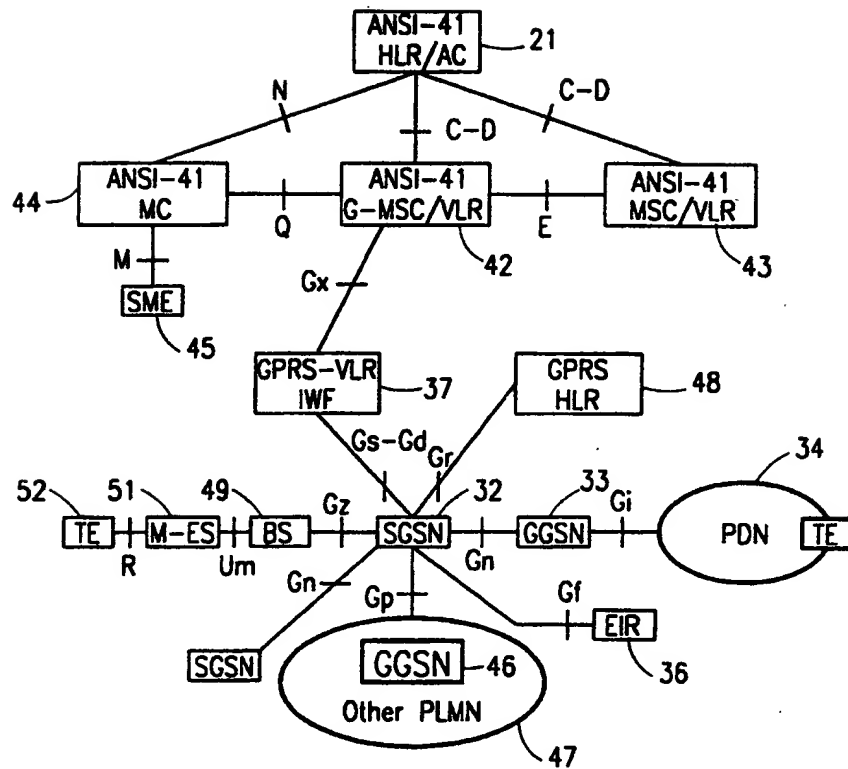 ANSI-41
HLR/AC
21
N
C-D
C-D
44
ANSI-41
MC
ANSI-41
G-MSC/VLR
ANSI-41
MSC/VLR
Q
E
42
43
M
Gx
SME
45
GPRS-VLR
IWF
37
GPRS
HLR
48
Gs-Gd
Gr
34
52
51
49
Gz
32
33
Gi
TE
M-ES
BS
SGSN
GGSN
PDN
TE
R
Um
Gn
Gn
Gp
Gf
EIR
SGSN
GGSN
46
36
Other PLMN
47